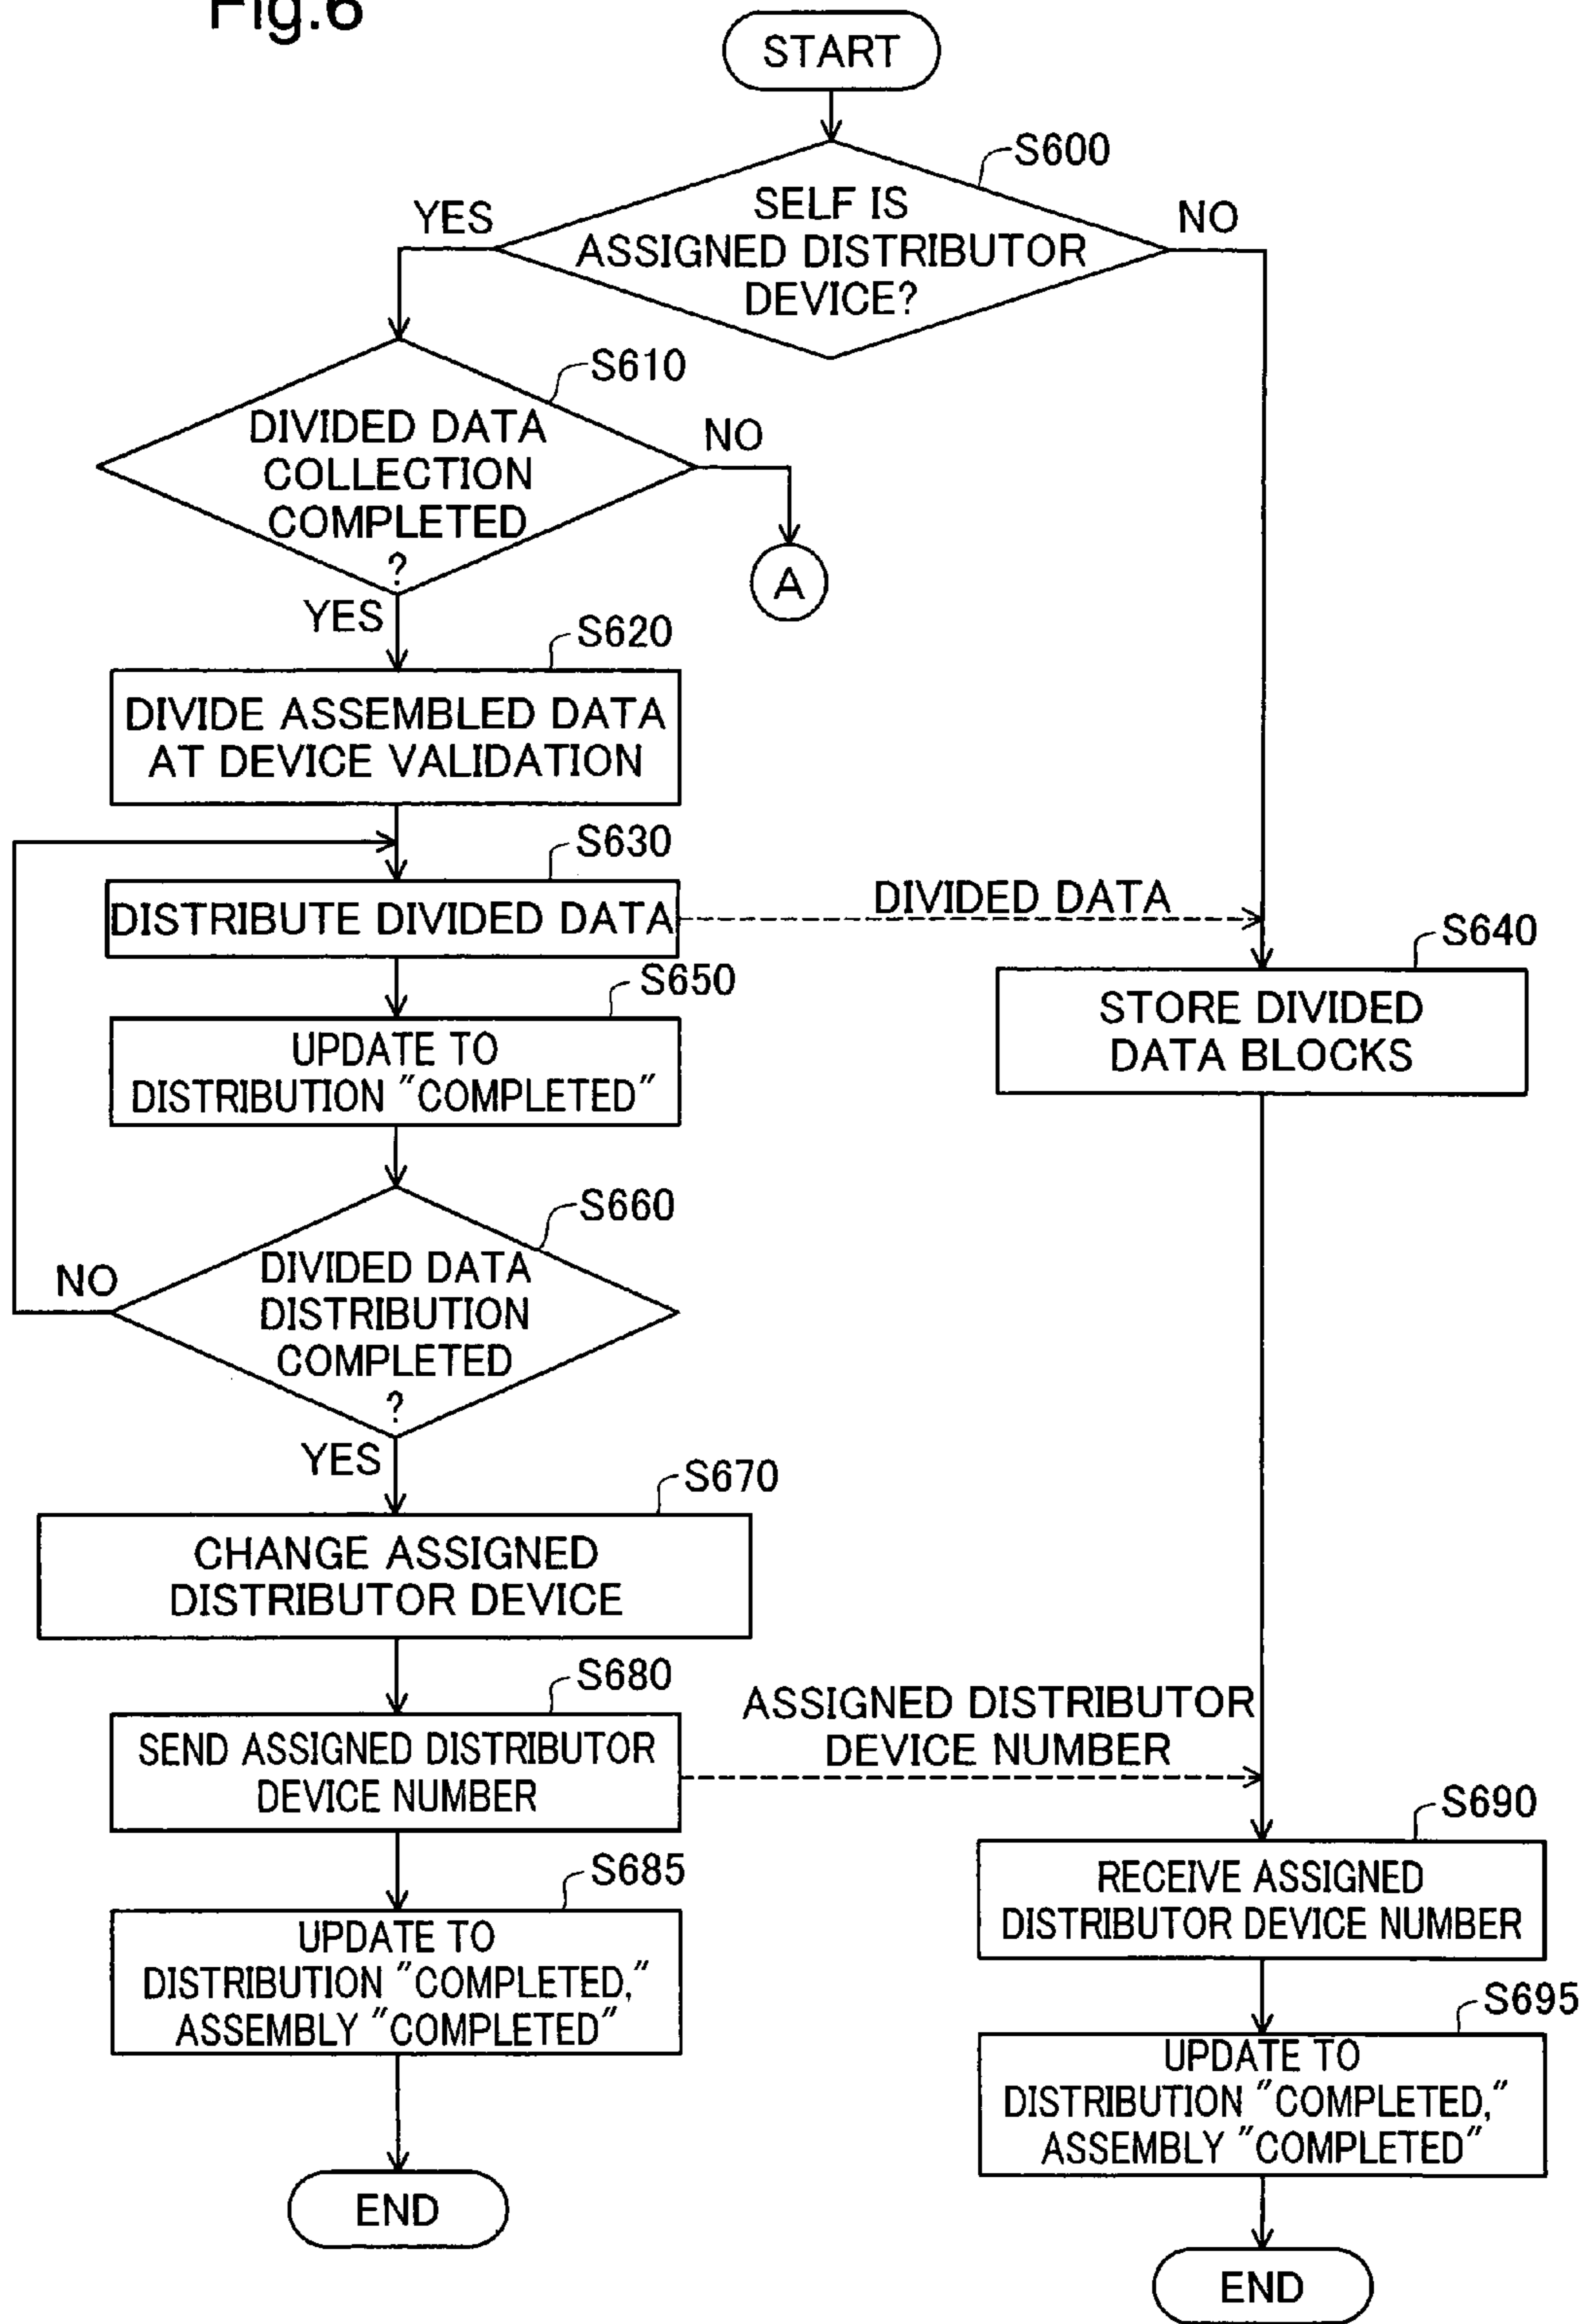 Fig.6
START
S600
SELF IS
ASSIGNED DISTRIBUTOR
DEVICE?
YES
NO
S610
DIVIDED DATA
COLLECTION
COMPLETED
?
NO
A
YES
S620
DIVIDE ASSEMBLED DATA
AT DEVICE VALIDATION
S630
DISTRIBUTE DIVIDED DATA
DIVIDED DATA
S640
STORE DIVIDED
DATA BLOCKS
S650
UPDATE TO
DISTRIBUTION "COMPLETED"
S660
DIVIDED DATA
DISTRIBUTION
COMPLETED
?
NO
YES
S670
CHANGE ASSIGNED
DISTRIBUTOR DEVICE
S680
SEND ASSIGNED DISTRIBUTOR
DEVICE NUMBER
ASSIGNED DISTRIBUTOR
DEVICE NUMBER
S690
RECEIVE ASSIGNED
DISTRIBUTOR DEVICE NUMBER
S685
UPDATE TO
DISTRIBUTION "COMPLETED,"
ASSEMBLY "COMPLETED"
S695
UPDATE TO
DISTRIBUTION "COMPLETED,"
ASSEMBLY "COMPLETED"
END
END